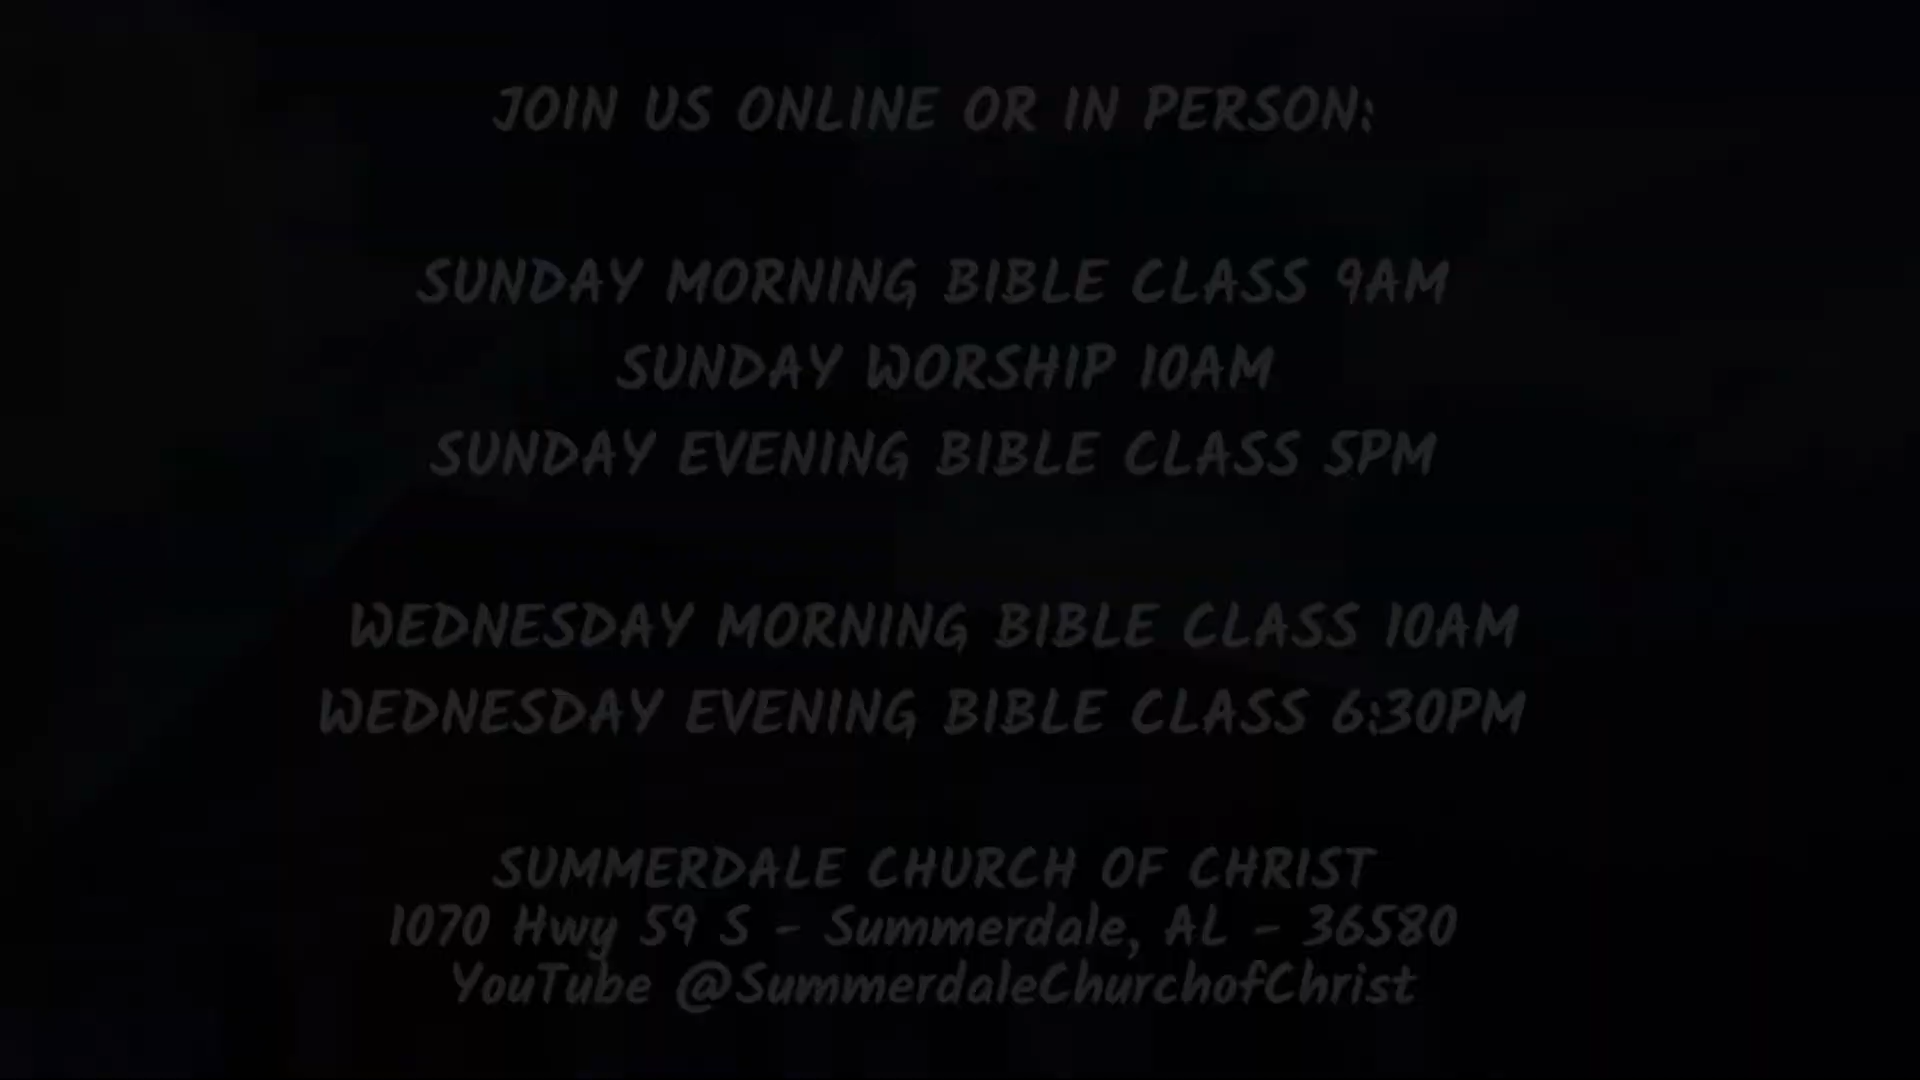 JOIN US ONLINE OR IN PERSON:
SUNDAY MORNING BIBLE CLASS 9AM
SUNDAY WORSHIP 10AM
SUNDAY EVENING BIBLE CLASS 5PM
WEDNESDAY MORNING BIBLE CLASS 10AM
WEDNESDAY EVENING BIBLE CLASS 6:30PM
SUMMERDALE CHURCH OF CHRIST
1070 Hwy 59 S - Summerdale, AL - 36580
YouTube @SummerdaleChurchofChrist